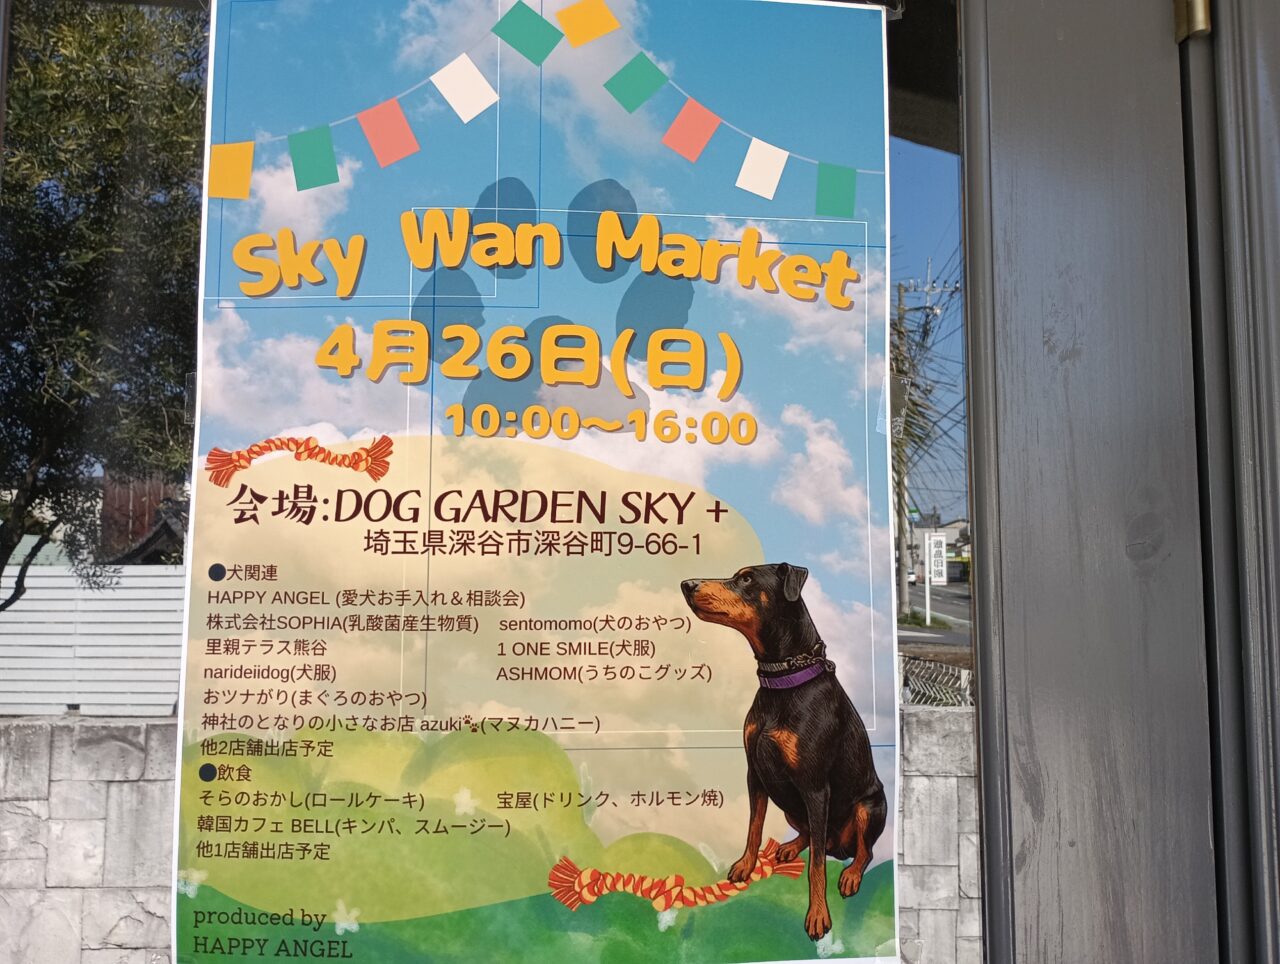 Sky Wan Market
4月26日(日)
10:00～16:00
会場:DOG GARDEN SKY +
埼玉県深谷市深谷町9-66-1
●犬関連
HAPPY ANGEL (愛犬お手入れ＆相談会)
株式会社SOPHIA(乳酸菌産生物質) sentomomo(犬のおやつ)
里親テラス熊谷 1 ONE SMILE(犬服)
narideiidog(犬服) ASHMOM(うちのこグッズ)
おツナがり(まぐろのおやつ)
神社のとなりの小さなお店 azuki🐾(マヌカハニー)
他2店舗出店予定
●飲食
そらのおかし(ロールケーキ) 宝屋(ドリンク、ホルモン焼)
韓国カフェ BELL(キンパ、スムージー)
他1店舗出店予定
produced by
HAPPY ANGEL